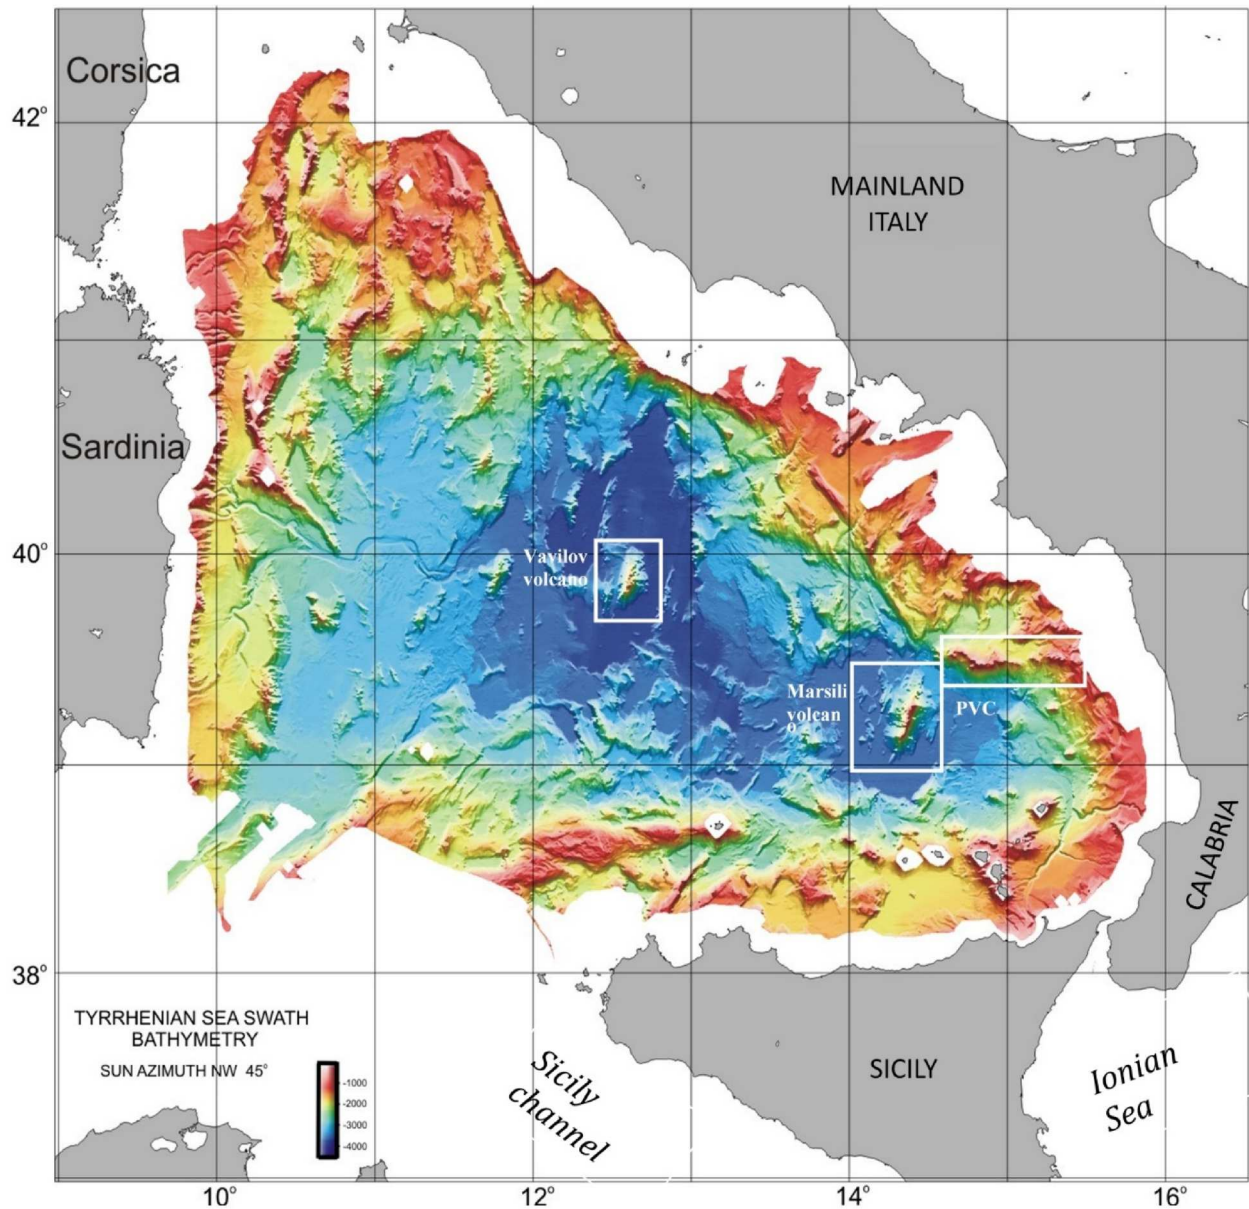 Corsica
42°
MAINLAND
ITALY
Sardinia
40°
Vavilov
volcano
Marsili
volcan
o
PVC
CALABRIA
38°
TYRRHENIAN SEA SWATH
BATHYMETRY
SUN AZIMUTH NW 45°
-1000
-2000
-3000
-4000
Sicily
channel
SICILY
Ionian
Sea
10°
12°
14°
16°